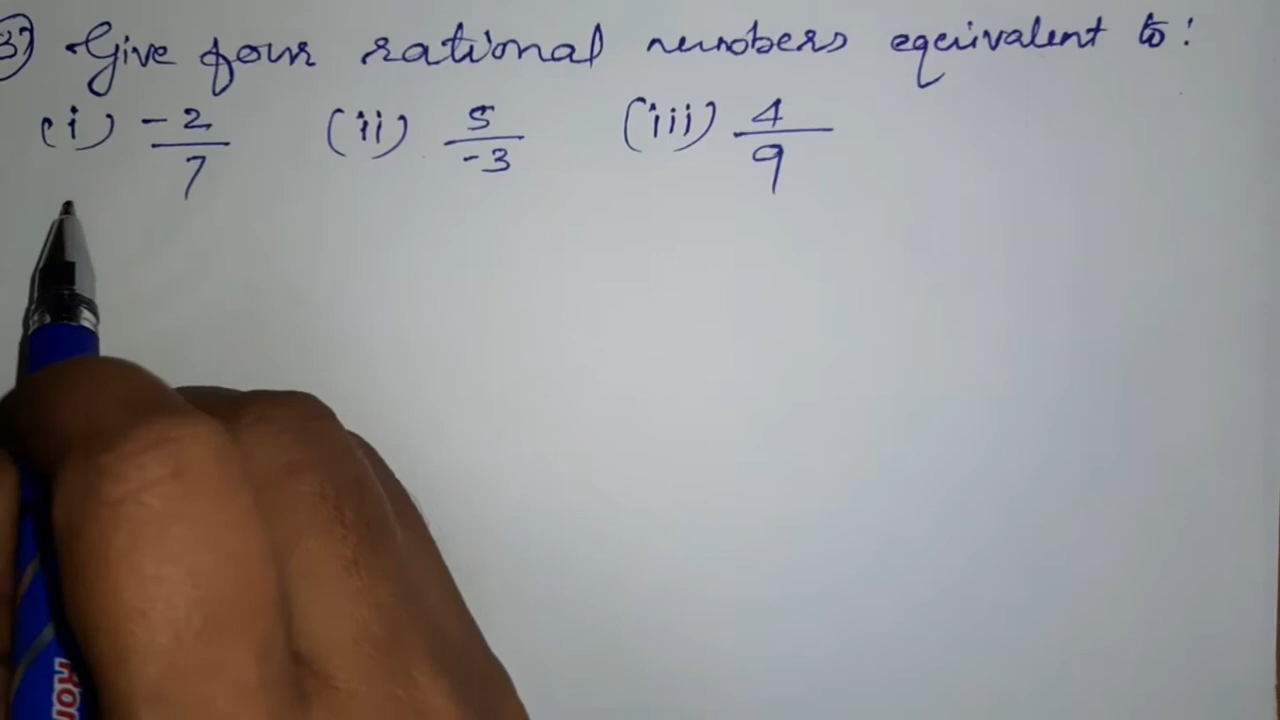 3) Give four rational numbers equivalent to:
(i) -2/7 (ii) 5/-3 (iii) 4/9